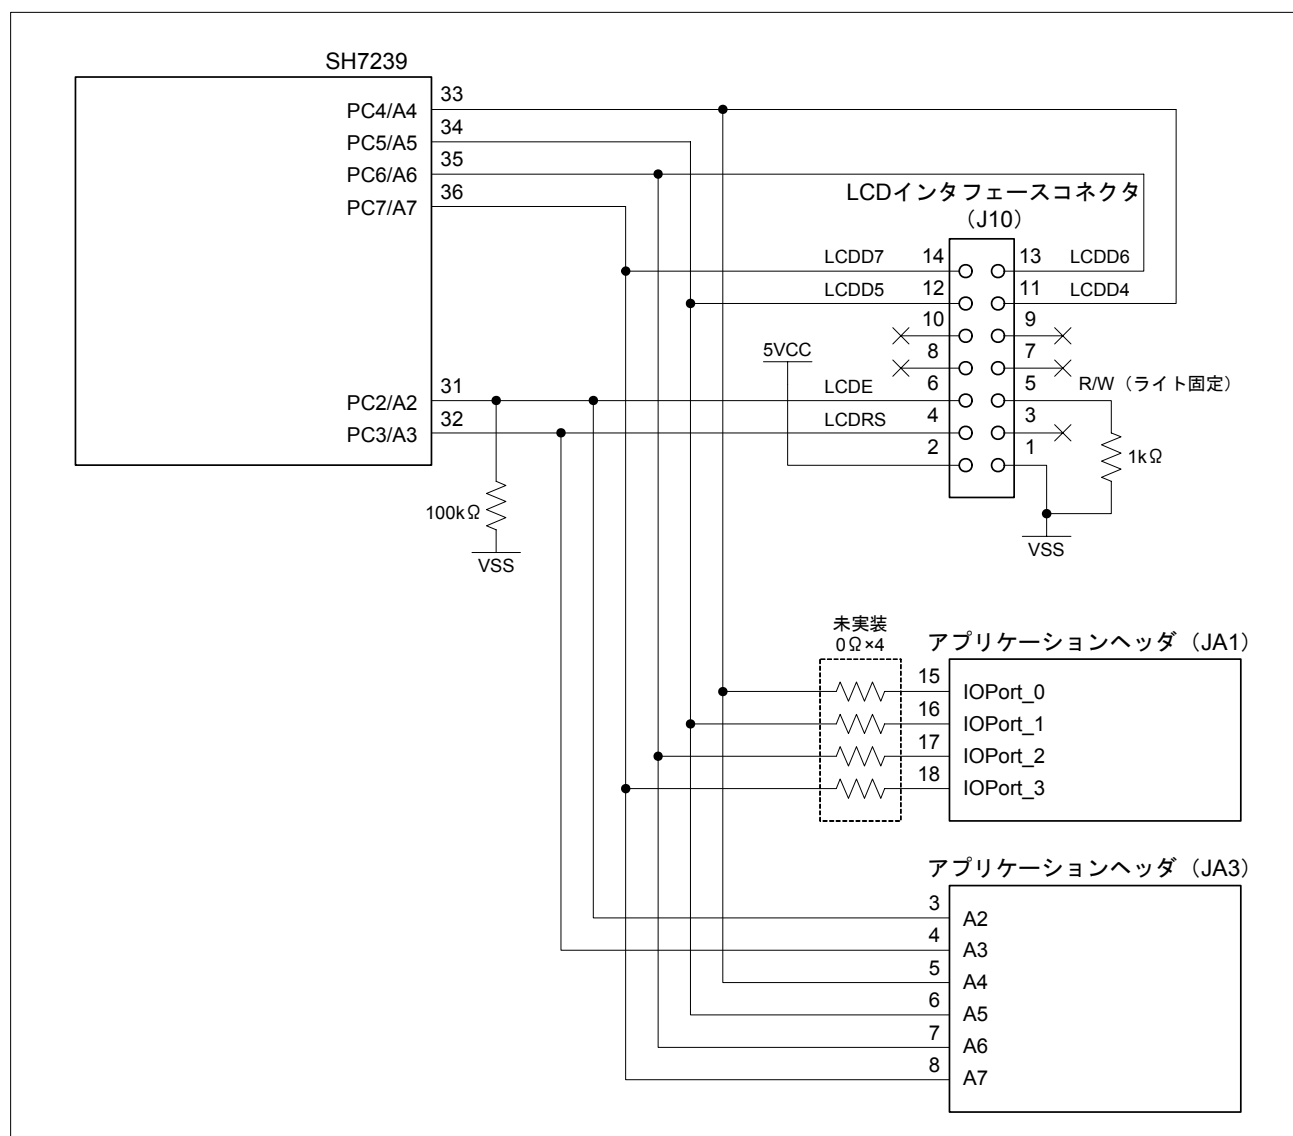 SH7239
PC4/A4 33
PC5/A5 34
PC6/A6 35
PC7/A7 36
LCDインタフェースコネクタ
（J10）
LCDD7 14 13 LCDD6
LCDD5 12 11 LCDD4
10 9
5VCC 8 7
LCDE 6 5 R/W（ライト固定）
PC2/A2 31
LCDRS 4 3
PC3/A3 32
2 1
1kΩ
100kΩ
VSS
VSS
未実装
0Ω×4
アプリケーションヘッダ（JA1）
15 IOPort_0
16 IOPort_1
17 IOPort_2
18 IOPort_3
アプリケーションヘッダ（JA3）
3 A2
4 A3
5 A4
6 A5
7 A6
8 A7